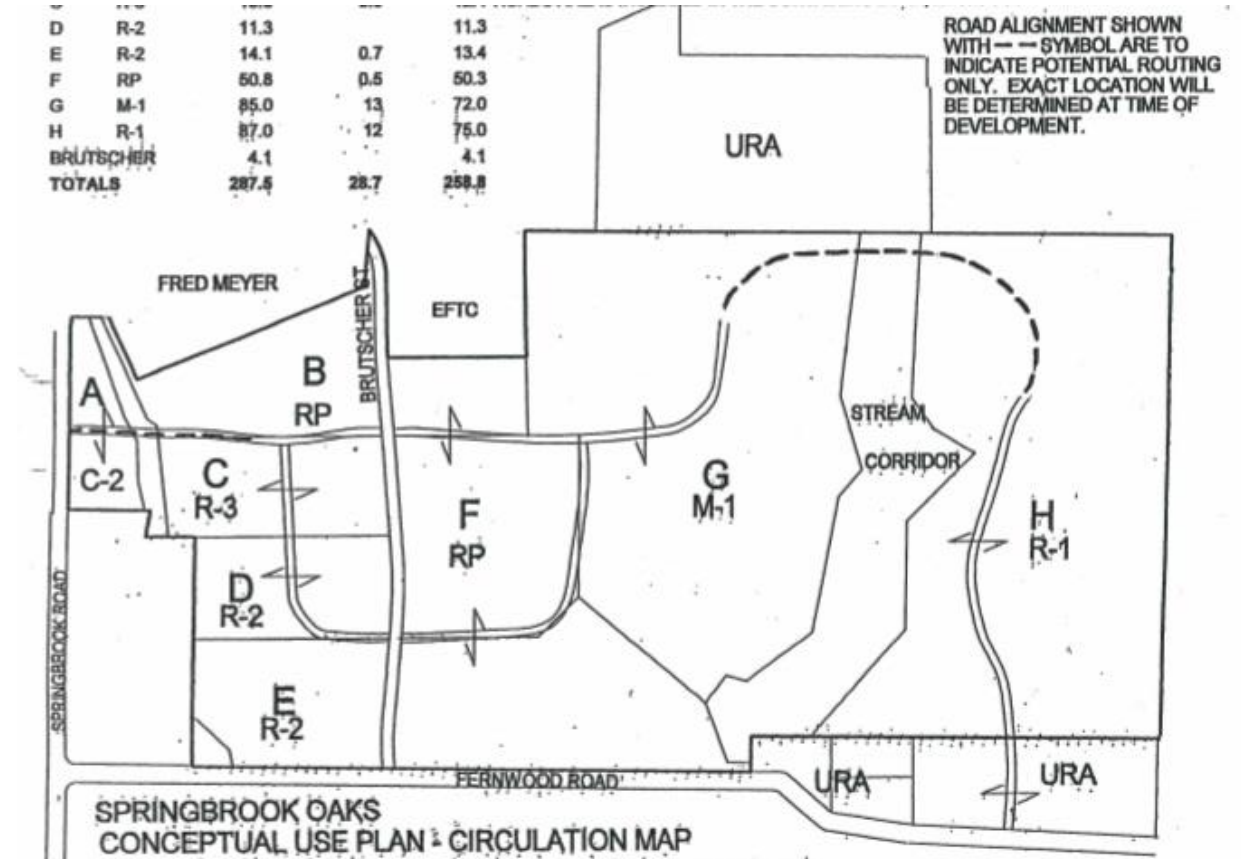 D R-2 11.3 11.3
E R-2 14.1 0.7 13.4
F RP 50.8 0.5 50.3
G M-1 85.0 13 72.0
H R-1 87.0 12 75.0
BRUTSCHER 4.1 4.1
TOTALS 287.5 28.7 258.8
ROAD ALIGNMENT SHOWN
WITH -- SYMBOL ARE TO
INDICATE POTENTIAL ROUTING
ONLY. EXACT LOCATION WILL
BE DETERMINED AT TIME OF
DEVELOPMENT.
URA
FRED MEYER
BRUTSCHER ST.
EFTC
A
B
RP
STREAM
CORRIDOR
C-2
C
R-3
F
RP
G
M-1
H
R-1
D
R-2
E
R-2
SPRINGBROOK ROAD
FERNWOOD ROAD
URA
URA
SPRINGBROOK OAKS
CONCEPTUAL USE PLAN - CIRCULATION MAP